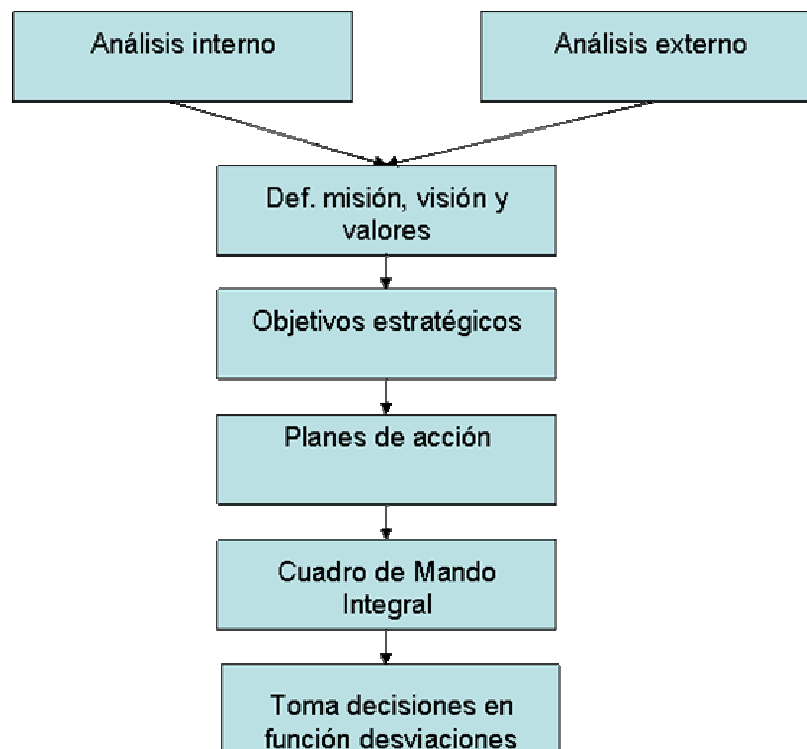 Análisis interno
Análisis externo
Def. misión, visión y
valores
Objetivos estratégicos
Planes de acción
Cuadro de Mando
Integral
Toma decisiones en
función desviaciones